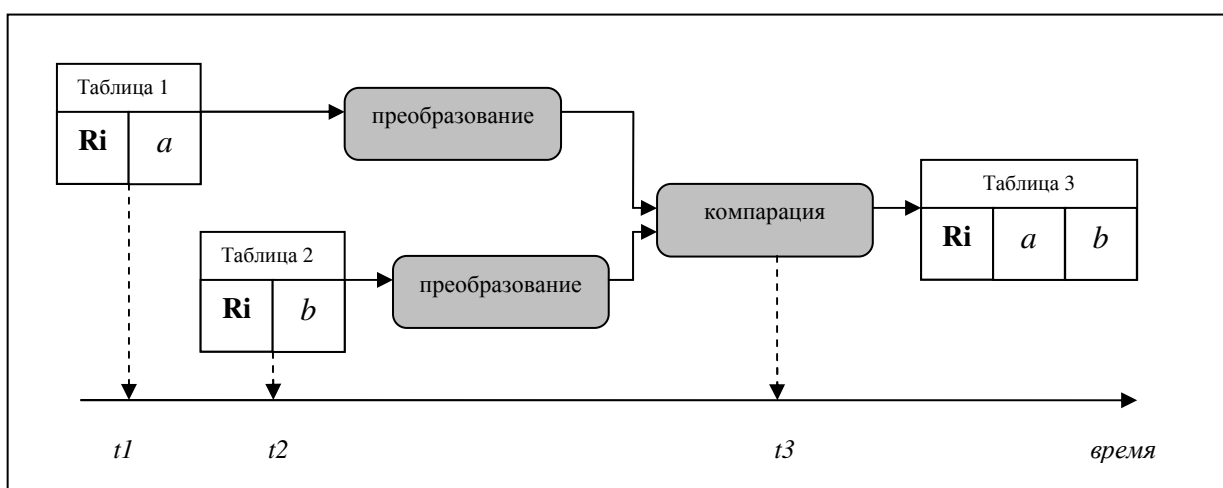 Таблица 1
Ri a
преобразование
Таблица 2
Ri b
преобразование
компарация
Таблица 3
Ri a b
t1 t2 t3 время